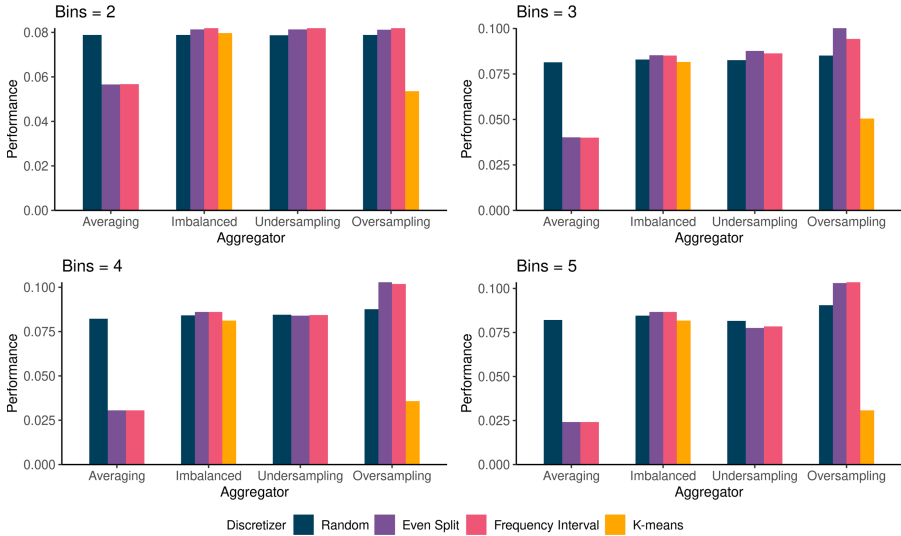 Bins = 2
Performance
0.08
0.06
0.04
0.02
0.00
Averaging Imbalanced Undersampling Oversampling
Aggregator
Bins = 3
Performance
0.100
0.075
0.050
0.025
0.000
Averaging Imbalanced Undersampling Oversampling
Aggregator
Bins = 4
Performance
0.100
0.075
0.050
0.025
0.000
Averaging Imbalanced Undersampling Oversampling
Aggregator
Bins = 5
Performance
0.100
0.075
0.050
0.025
0.000
Averaging Imbalanced Undersampling Oversampling
Aggregator
Discretizer Random Even Split Frequency Interval K-means